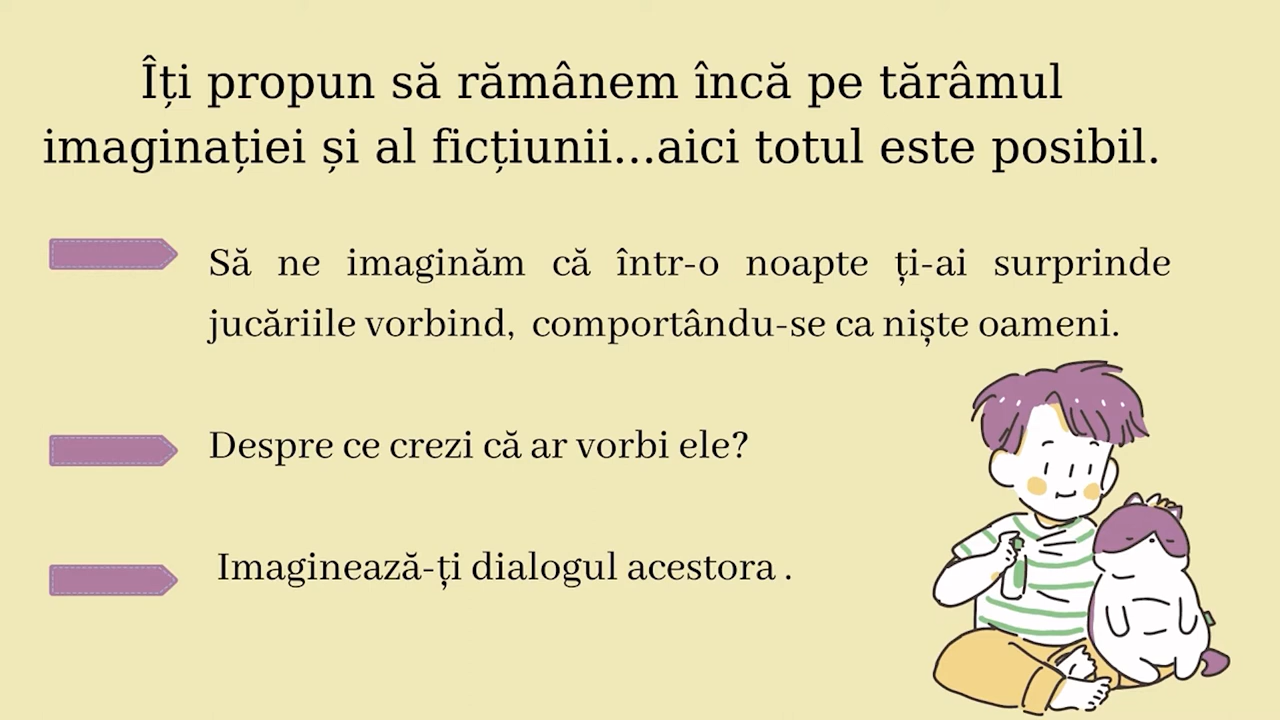 Îți propun să rămânem încă pe tărâmul
imaginației și al ficțiunii...aici totul este posibil.
Să ne imaginăm că într-o noapte ți-ai surprinde
jucăriile vorbind, comportându-se ca niște oameni.
Despre ce crezi că ar vorbi ele?
Imaginează-ți dialogul acestora .